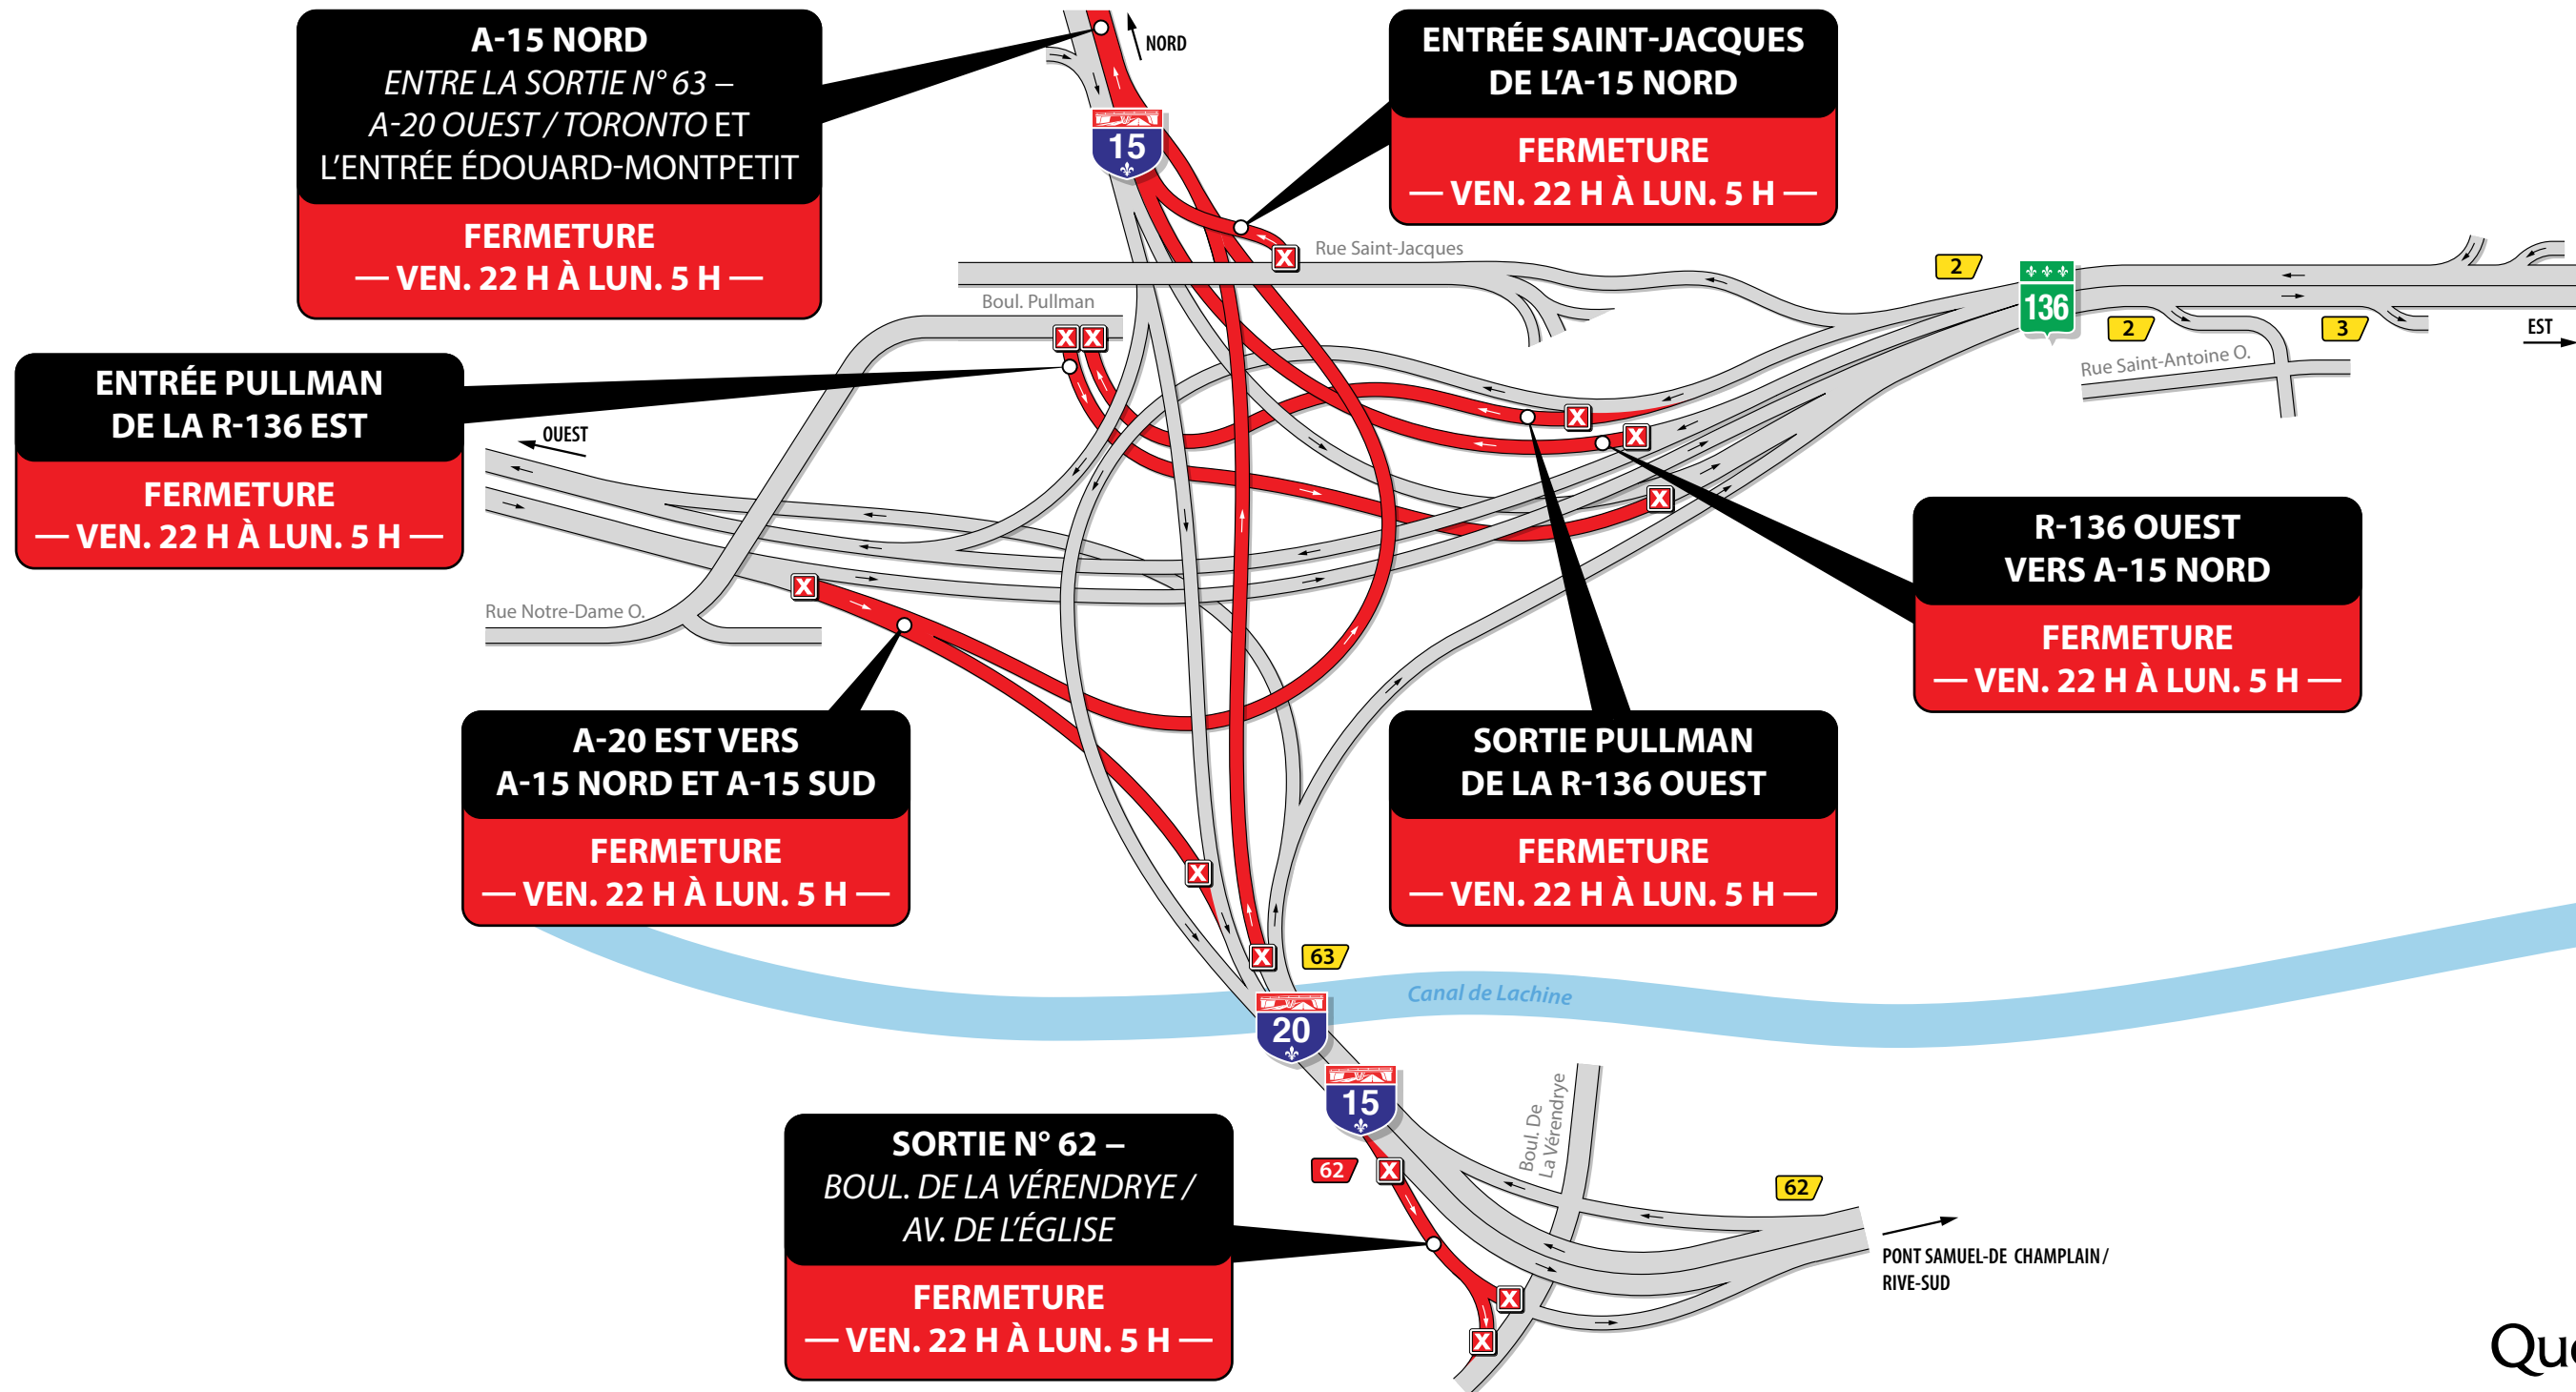 A-15 NORD
ENTRE LA SORTIE N° 63 –
A-20 OUEST / TORONTO ET
L'ENTRÉE ÉDOUARD-MONTPETIT
FERMETURE
— VEN. 22 H À LUN. 5 H —
NORD
15
ENTRÉE SAINT-JACQUES
DE L'A-15 NORD
FERMETURE
— VEN. 22 H À LUN. 5 H —
X
Rue Saint-Jacques
2
136
2
3
EST
Rue Saint-Antoine O.
Boul. Pullman
X X
ENTRÉE PULLMAN
DE LA R-136 EST
FERMETURE
— VEN. 22 H À LUN. 5 H —
OUEST
X
X
X
R-136 OUEST
VERS A-15 NORD
FERMETURE
— VEN. 22 H À LUN. 5 H —
X
Rue Notre-Dame O.
A-20 EST VERS
A-15 NORD ET A-15 SUD
FERMETURE
— VEN. 22 H À LUN. 5 H —
SORTIE PULLMAN
DE LA R-136 OUEST
FERMETURE
— VEN. 22 H À LUN. 5 H —
X
X
63
Canal de Lachine
20
15
Boul. De
La Vérendrye
SORTIE N° 62 –
BOUL. DE LA VÉRENDRYE /
AV. DE L'ÉGLISE
FERMETURE
— VEN. 22 H À LUN. 5 H —
62
X
62
PONT SAMUEL-DE CHAMPLAIN /
RIVE-SUD
X
X